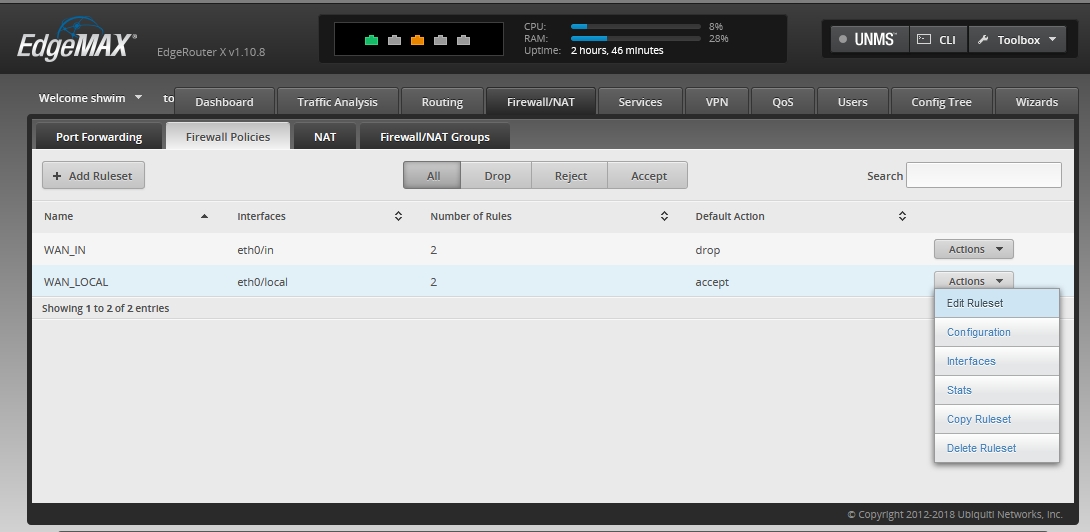 EdgeMAX®
EdgeRouter X v1.10.8
CPU: 8%
RAM: 28%
Uptime: 2 hours, 46 minutes
UNMS™ CLI Toolbox
Welcome shwim to
Dashboard Traffic Analysis Routing Firewall/NAT Services VPN QoS Users Config Tree Wizards
Port Forwarding Firewall Policies NAT Firewall/NAT Groups
+ Add Ruleset All Drop Reject Accept Search
Name Interfaces Number of Rules Default Action
WAN_IN eth0/in 2 drop Actions
WAN_LOCAL eth0/local 2 accept Actions
Showing 1 to 2 of 2 entries
Edit Ruleset
Configuration
Interfaces
Stats
Copy Ruleset
Delete Ruleset
© Copyright 2012-2018 Ubiquiti Networks, Inc.